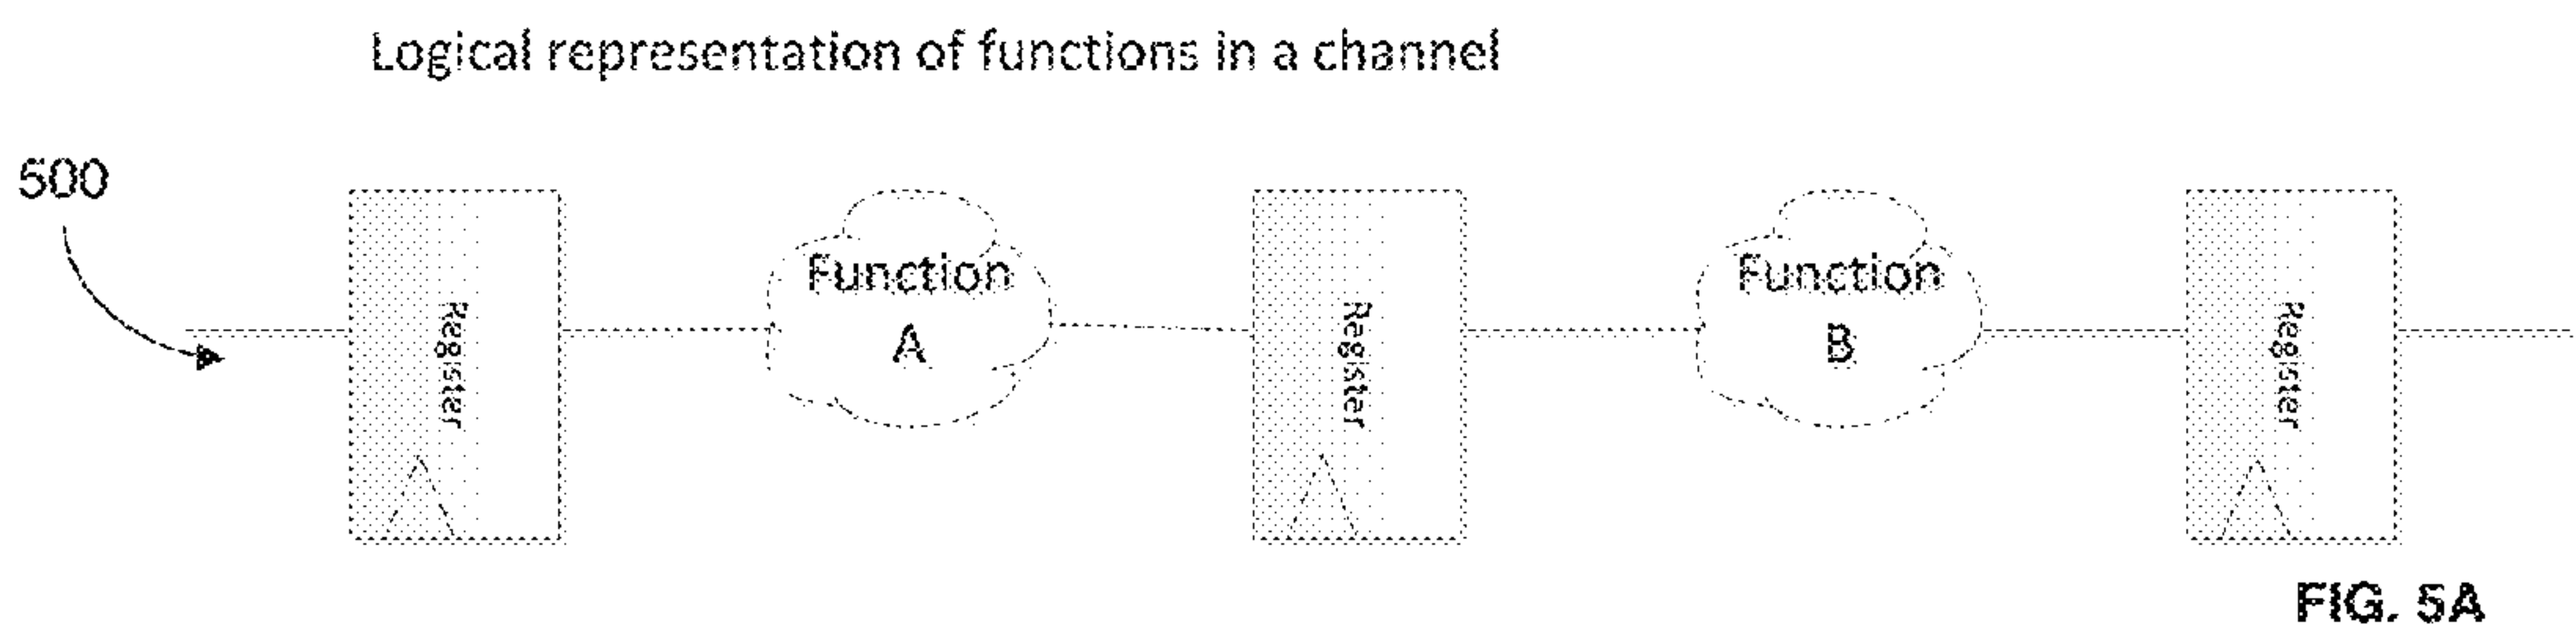 Logical representation of functions in a channel
500
Register
Function
A
Register
Function
B
Register
FIG. 5A